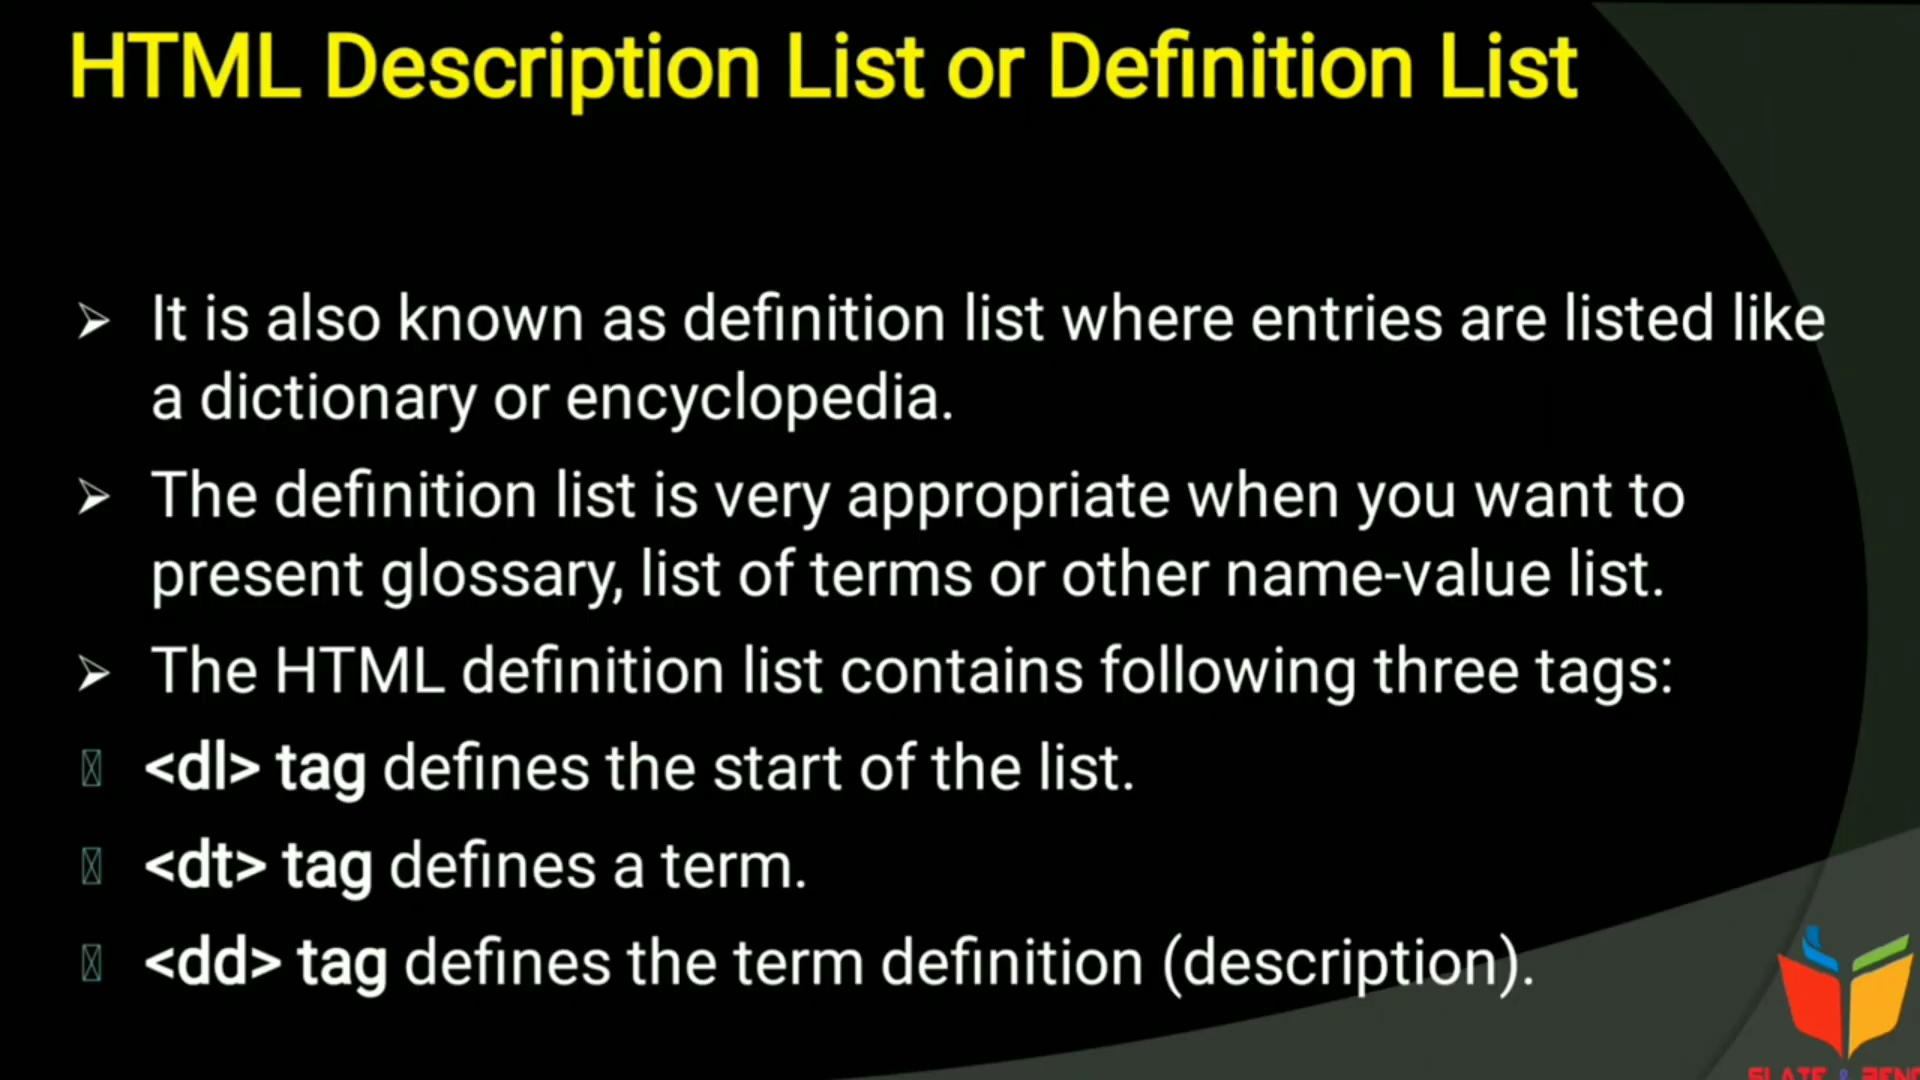 HTML Description List or Definition List
It is also known as definition list where entries are listed like
a dictionary or encyclopedia.
The definition list is very appropriate when you want to
present glossary, list of terms or other name-value list.
The HTML definition list contains following three tags:
<dl> tag defines the start of the list.
<dt> tag defines a term.
<dd> tag defines the term definition (description).